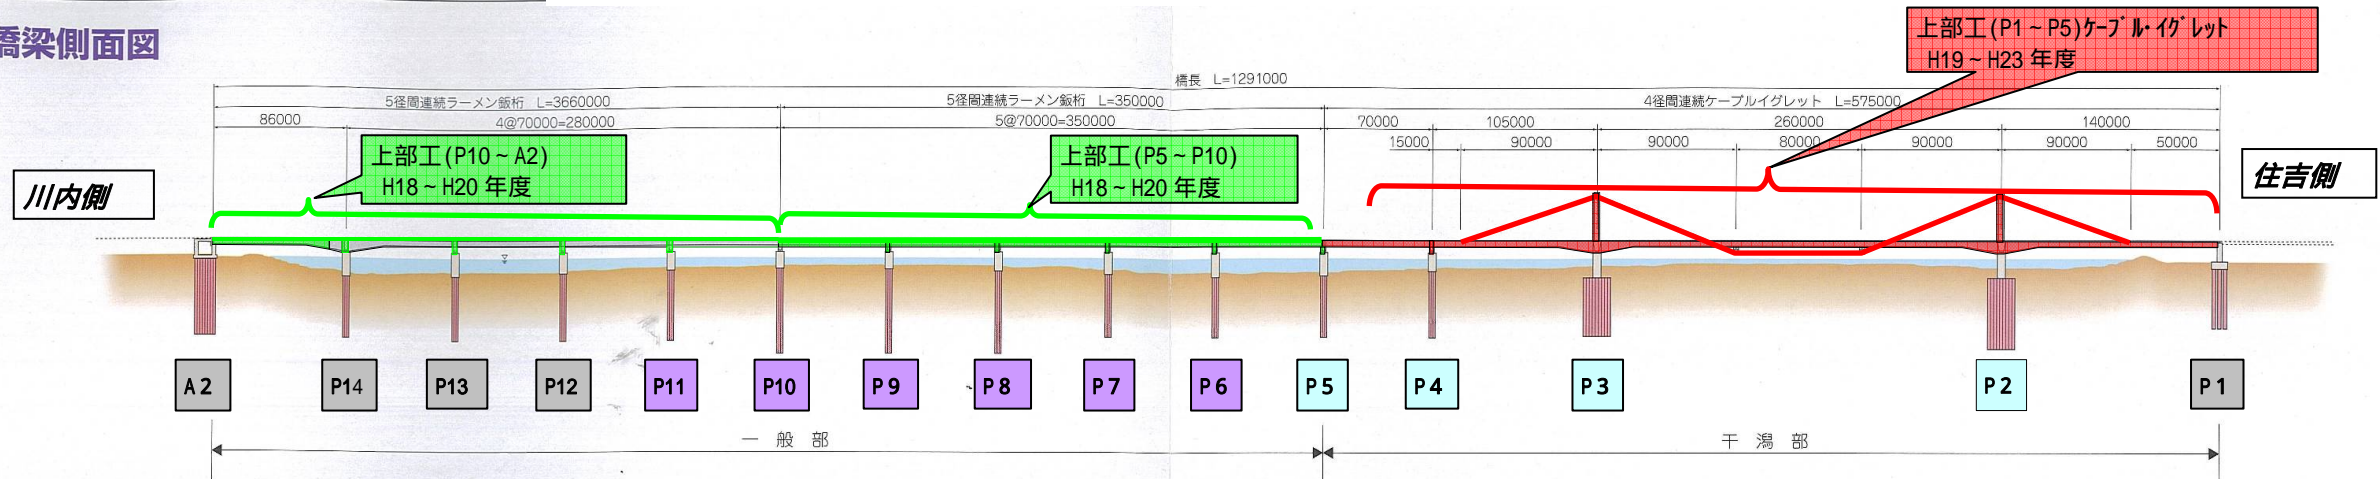 橋梁側面図
上部工(P1~P5)ケーブル・イグレット
H19~H23 年度
橋長 L=1291000
5径間連続ラーメン鈑桁 L=3660000
5径間連続ラーメン鈑桁 L=350000
4径間連続ケーブルイグレット L=575000
86000
4@70000=280000
5@70000=350000
70000
105000
260000
140000
15000
90000
90000
80000
90000
90000
50000
上部工(P10~A2)
H18~H20 年度
上部工(P5~P10)
H18~H20 年度
川内側
住吉側
A2
P14
P13
P12
P11
P10
P9
P8
P7
P6
P5
P4
P3
P2
P1
一般部
干潟部